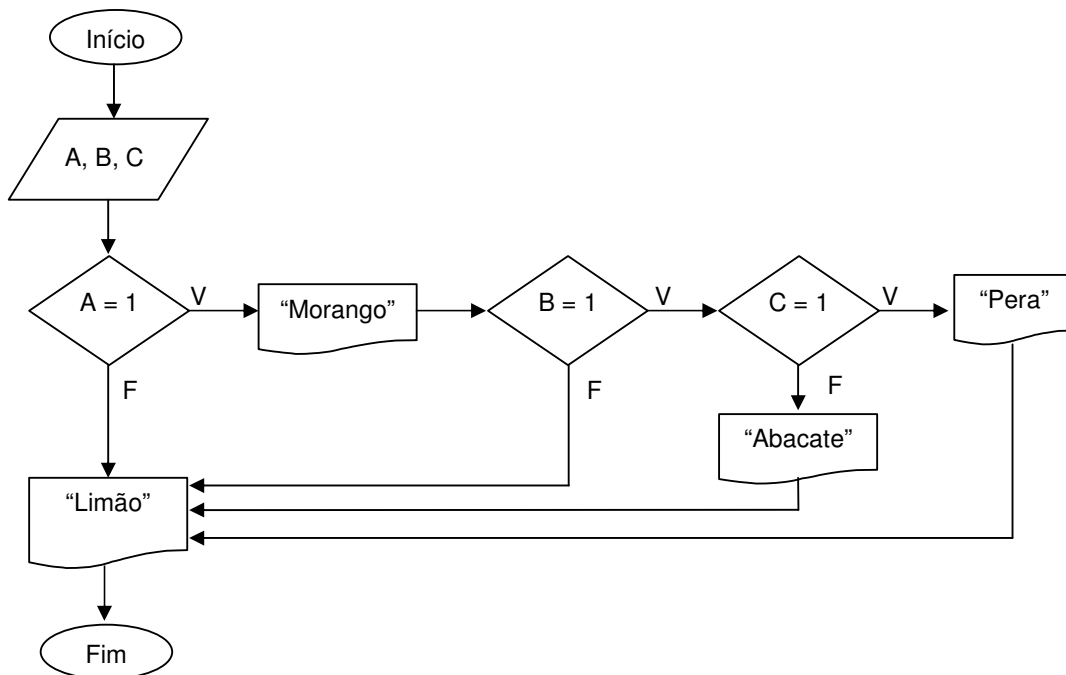 Início
A, B, C
A = 1
V
“Morango”
B = 1
V
C = 1
V
“Pera”
F
F
F
“Abacate”
“Limão”
Fim